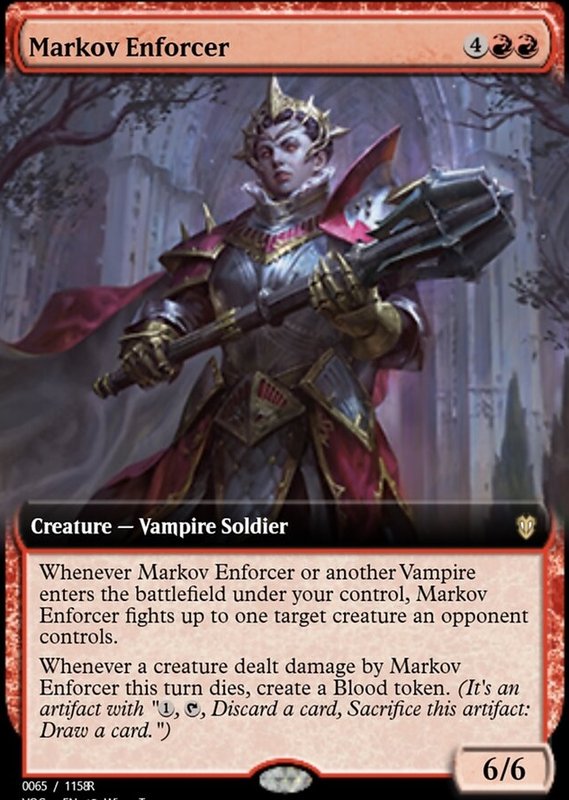 Markov Enforcer 4
Creature — Vampire Soldier
Whenever Markov Enforcer or another Vampire
enters the battlefield under your control, Markov
Enforcer fights up to one target creature an opponent
controls.
Whenever a creature dealt damage by Markov
Enforcer this turn dies, create a Blood token. (It's an
artifact with "1, , Discard a card, Sacrifice this artifact:
Draw a card.")
6/6
0065 / 1158R